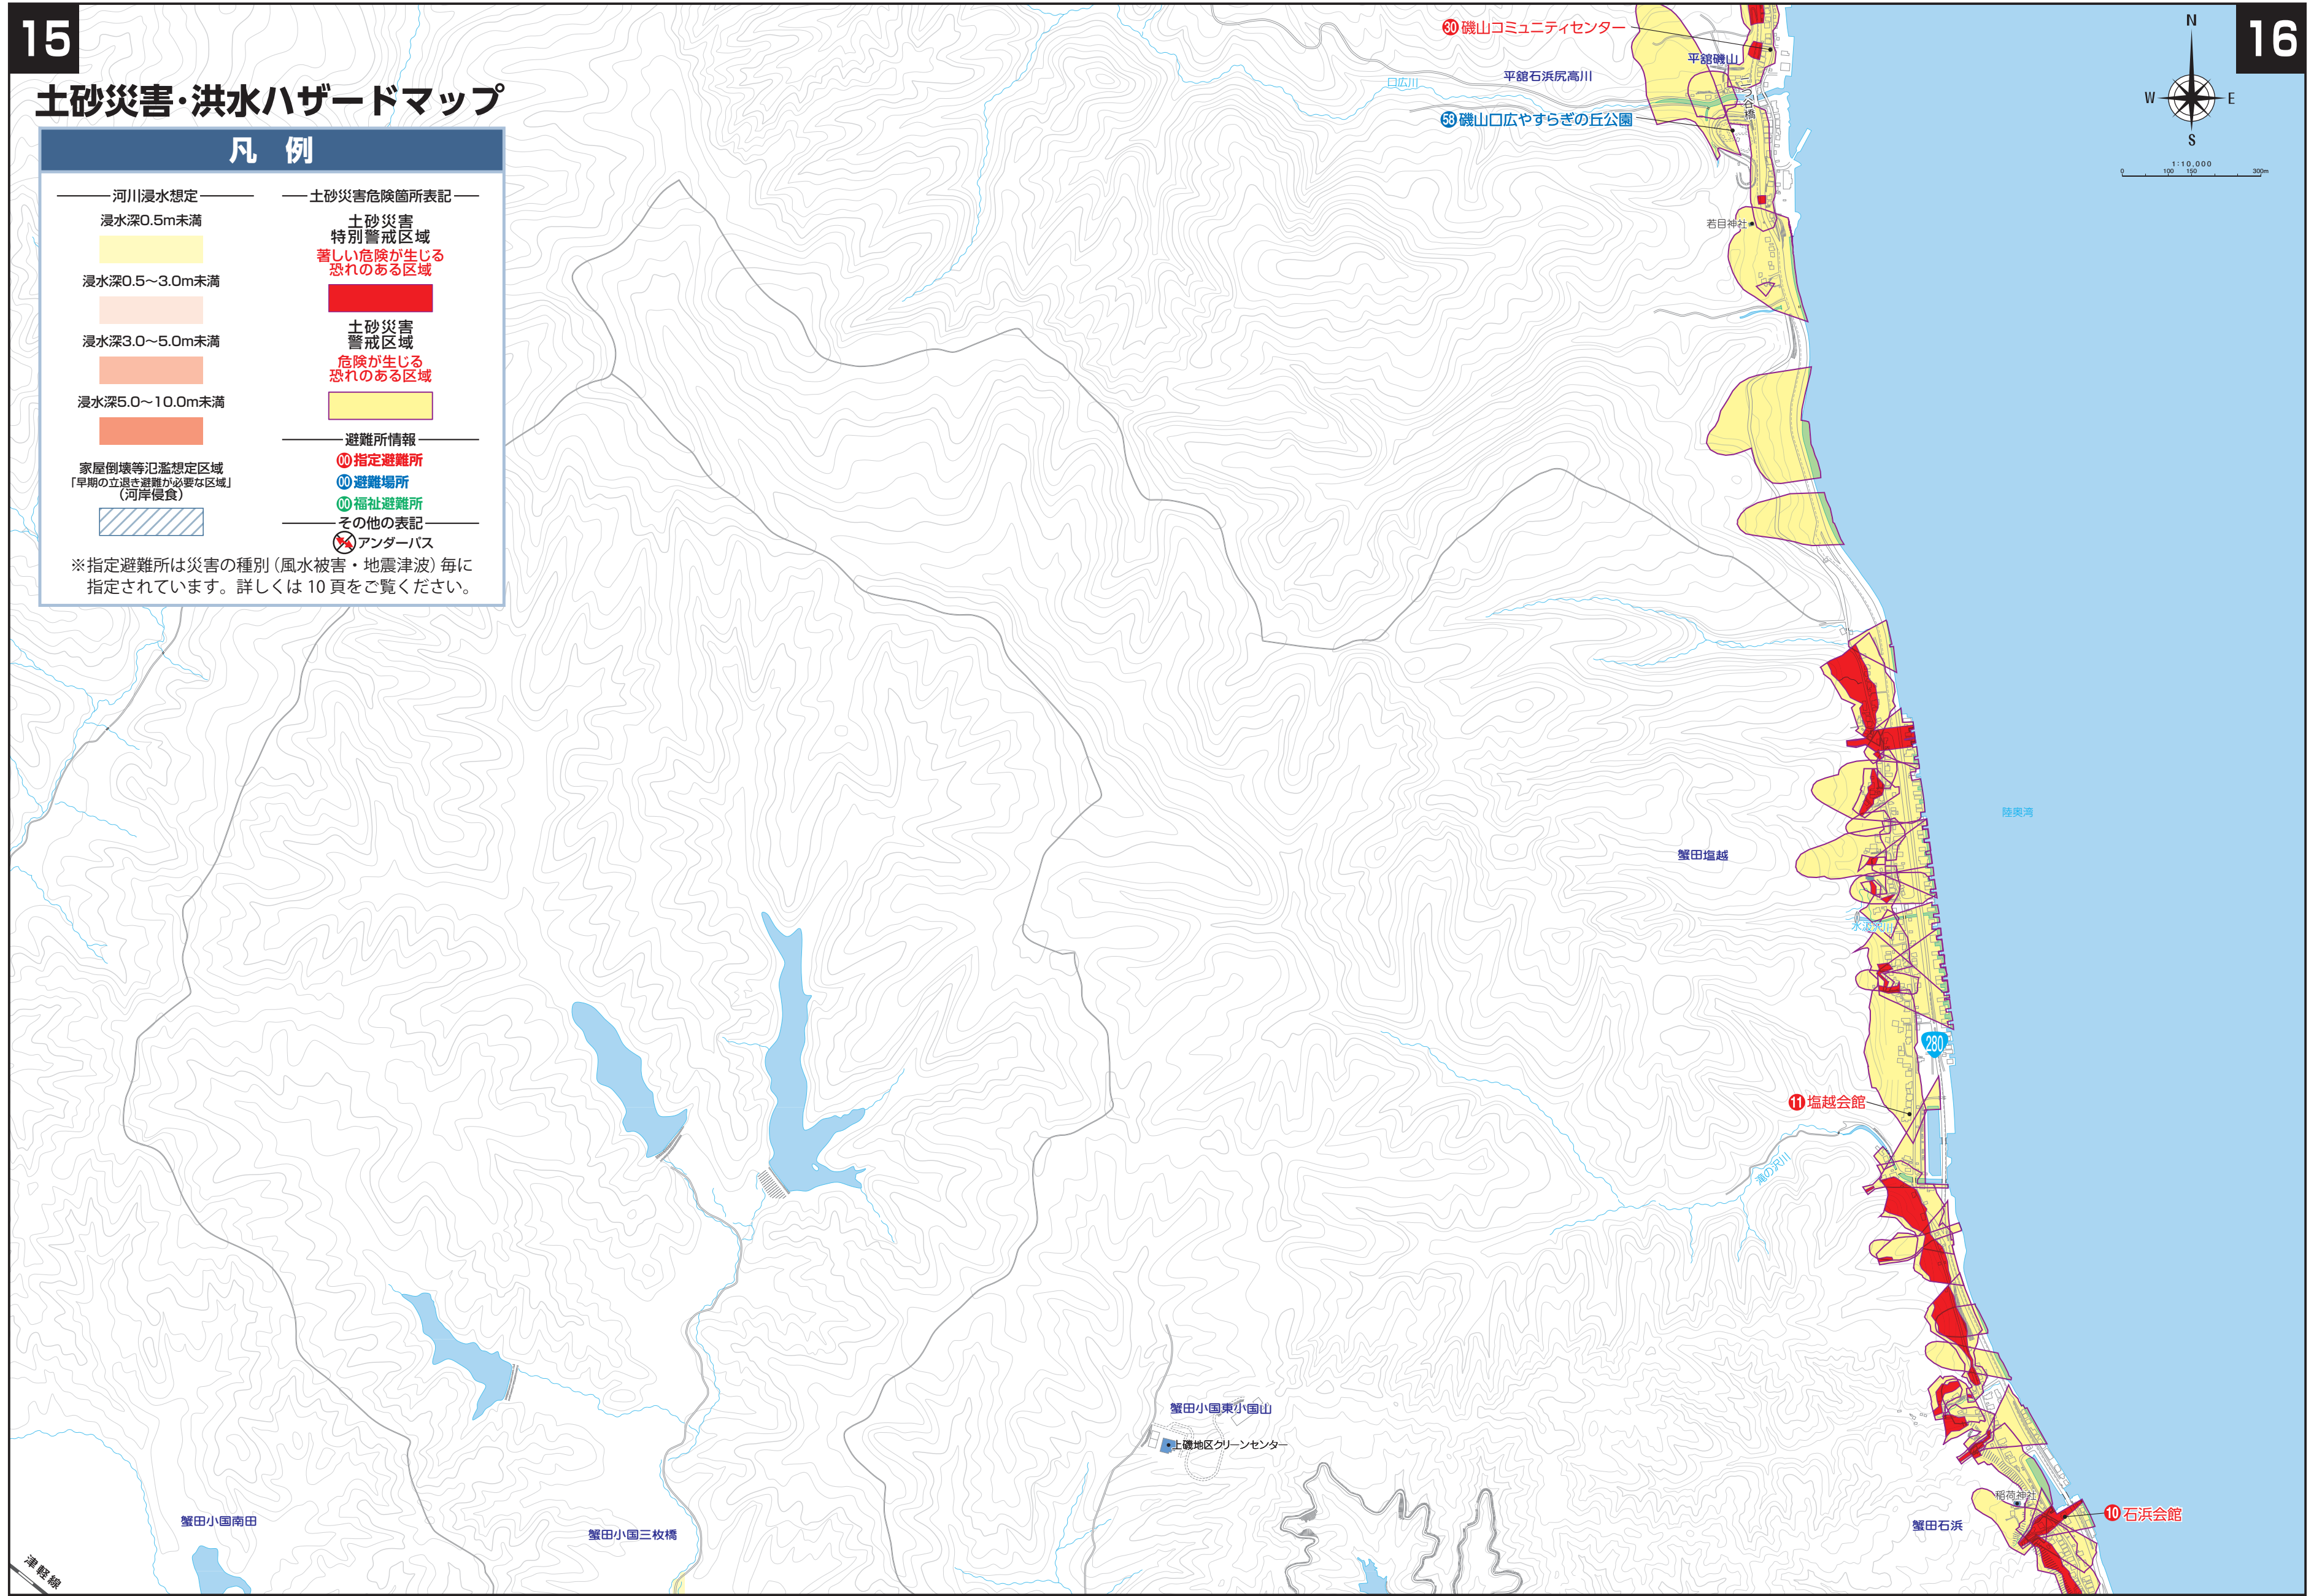 15
16
土砂災害・洪水ハザードマップ
凡 例
河川浸水想定
浸水深0.5m未満
浸水深0.5〜3.0m未満
浸水深3.0〜5.0m未満
浸水深5.0〜10.0m未満
家屋倒壊等氾濫想定区域
「早期の立退き避難が必要な区域」
（河岸侵食）
土砂災害危険箇所表記
土砂災害
特別警戒区域
著しい危険が生じる
恐れのある区域
土砂災害
警戒区域
危険が生じる
恐れのある区域
避難所情報
00 指定避難所
00 避難場所
00 福祉避難所
その他の表記
アンダーパス
※指定避難所は災害の種別（風水被害・地震津波）毎に
指定されています。詳しくは10頁をご覧ください。
30 磯山コミュニティセンター
平舘磯山
平舘石浜尻高川
口広川
58 磯山口広やすらぎの丘公園
若目神社
N
W
E
S
1:10,000
0 100 150 300m
陸奥湾
蟹田塩越
280
11 塩越会館
滝の沢川
蟹田小国東小国山
上磯地区クリーンセンター
稲荷神社
10 石浜会館
蟹田石浜
蟹田小国南田
蟹田小国三枚橋
津軽線